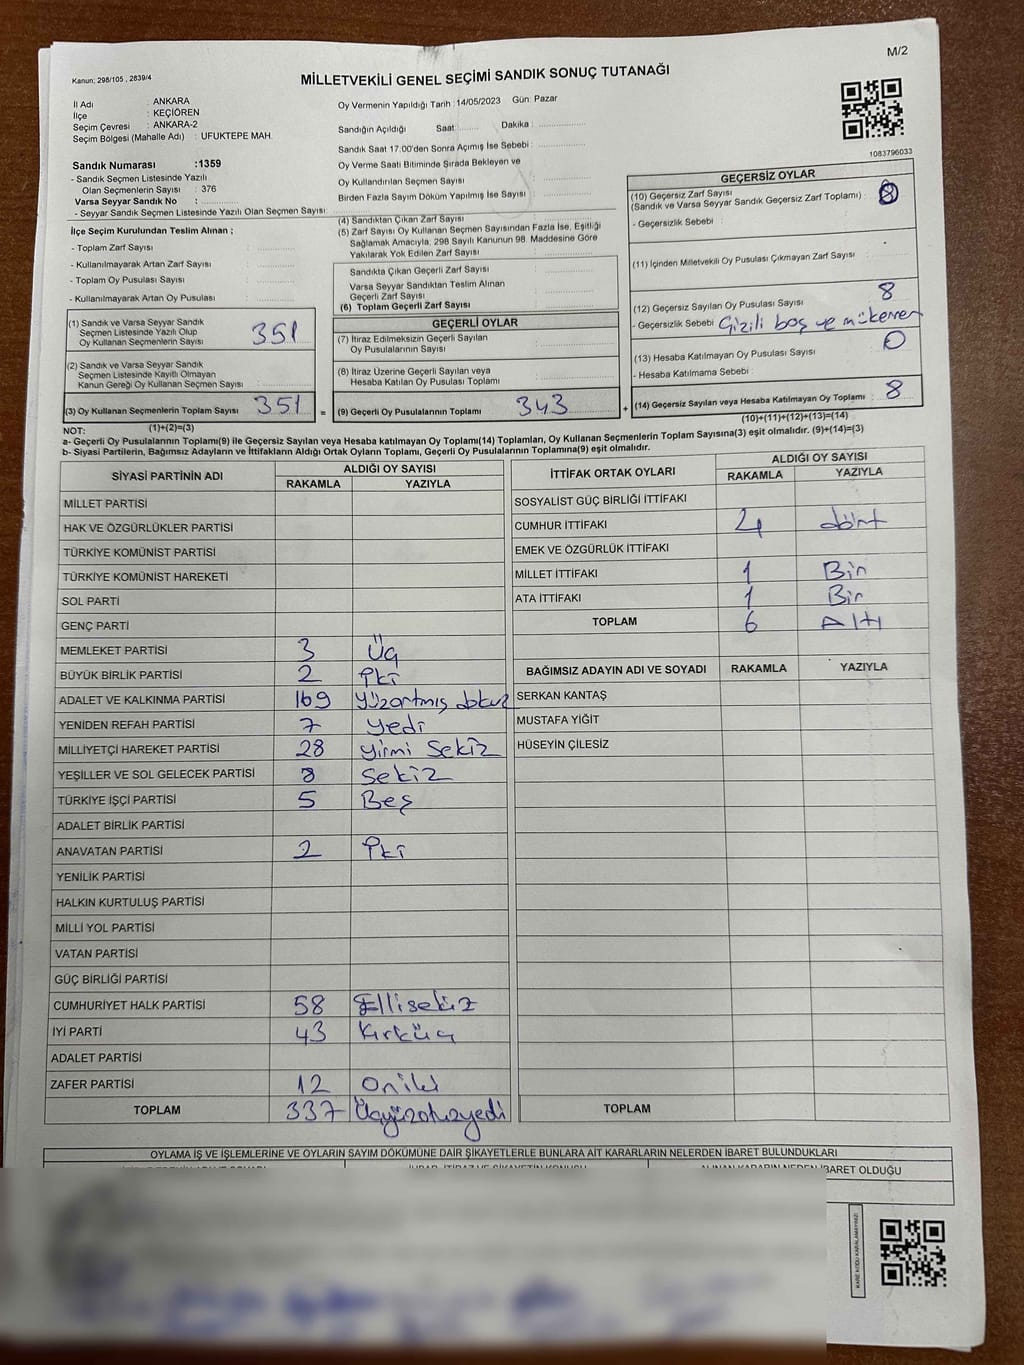 M/2
Kanun: 298/105 , 2839/4
MİLLETVEKİLİ GENEL SEÇİMİ SANDIK SONUÇ TUTANAĞI
İl Adı : ANKARA
İlçe : KEÇİÖREN
Seçim Çevresi : ANKARA-2
Seçim Bölgesi (Mahalle Adı) : UFUKTEPE MAH.
Sandık Numarası :1359
- Sandık Seçmen Listesinde Yazılı
Olan Seçmenlerin Sayısı : 376
Varsa Seyyar Sandık No :
- Seyyar Sandık Seçmen Listesinde Yazılı Olan Seçmen Sayısı:
Oy Vermenin Yapıldığı Tarih :14/05/2023 Gün: Pazar
Sandığın Açıldığı Saat: Dakika :
Sandık Saat 17:00'den Sonra Açımış İse Sebebi :
Oy Verme Saati Bitiminde Sırada Bekleyen ve
Oy Kullandırılan Seçmen Sayısı :
Birden Fazla Sayım Döküm Yapılmış İse Sayısı :
1083796033
İlçe Seçim Kurulundan Teslim Alınan ;
- Toplam Zarf Sayısı :
- Kullanılmayarak Artan Zarf Sayısı :
- Toplam Oy Pusulası Sayısı :
- Kullanılmayarak Artan Oy Pusulası :
(4) Sandıktan Çıkan Zarf Sayısı :
(5) Zarf Sayısı Oy Kullanan Seçmen Sayısından Fazla İse, Eşitliği
Sağlamak Amacıyla, 298 Sayılı Kanunun 98. Maddesine Göre
Yakılarak Yok Edilen Zarf Sayısı :
Sandıkta Çıkan Geçerli Zarf Sayısı :
Varsa Seyyar Sandıktan Teslim Alınan
Geçerli Zarf Sayısı :
(6) Toplam Geçerli Zarf Sayısı :
GEÇERSİZ OYLAR
(10) Geçersiz Zarf Sayısı
(Sandık ve Varsa Seyyar Sandık Geçersiz Zarf Toplamı) :
- Geçersizlik Sebebi :
(11) İçinden Milletvekili Oy Pusulası Çıkmayan Zarf Sayısı :
(12) Geçersiz Sayılan Oy Pusulası Sayısı : 8
- Geçersizlik Sebebi : Çizili boş ve mükerrer
(13) Hesaba Katılmayan Oy Pusulası Sayısı : 0
- Hesaba Katılmama Sebebi :
(14) Geçersiz Sayılan veya Hesaba Katılmayan Oy Toplamı : 8
(10)+(11)+(12)+(13)=(14)
(1) Sandık ve Varsa Seyyar Sandık
Seçmen Listesinde Yazılı Olup
Oy Kullanan Seçmenlerin Sayısı : 351
(2) Sandık ve Varsa Seyyar Sandık
Seçmen Listesinde Kayıtlı Olmayan
Kanun Gereği Oy Kullanan Seçmen Sayısı :
(3) Oy Kullanan Seçmenlerin Toplam Sayısı : 351 =
(1)+(2)=(3)
GEÇERLİ OYLAR
(7) İtiraz Edilmeksizin Geçerli Sayılan
Oy Pusulalarının Sayısı :
(8) İtiraz Üzerine Geçerli Sayılan veya
Hesaba Katılan Oy Pusulası Toplamı :
(9) Geçerli Oy Pusulalarının Toplamı : 343 +
NOT:
a- Geçerli Oy Pusulalarının Toplamı(9) ile Geçersiz Sayılan veya Hesaba katılmayan Oy Toplamı(14) Toplamları, Oy Kullanan Seçmenlerin Toplam Sayısına(3) eşit olmalıdır. (9)+(14)=(3)
b- Siyasi Partilerin, Bağımsız Adayların ve İttifakların Aldığı Ortak Oyların Toplamı, Geçerli Oy Pusulalarının Toplamına(9) eşit olmalıdır.
SİYASİ PARTİNİN ADI ALDIĞI OY SAYISI
RAKAMLA YAZIYLA
MİLLET PARTİSİ
HAK VE ÖZGÜRLÜKLER PARTİSİ
TÜRKİYE KOMÜNİST PARTİSİ
TÜRKİYE KOMÜNİST HAREKETİ
SOL PARTİ
GENÇ PARTİ
MEMLEKET PARTİSİ 3 Üç
BÜYÜK BİRLİK PARTİSİ 2 İki
ADALET VE KALKINMA PARTİSİ 169 Yüzartmış dokuz
YENİDEN REFAH PARTİSİ 7 Yedi
MİLLİYETÇİ HAREKET PARTİSİ 28 Yirmi Sekiz
YEŞİLLER VE SOL GELECEK PARTİSİ 8 Sekiz
TÜRKİYE İŞÇİ PARTİSİ 5 Beş
ADALET BİRLİK PARTİSİ
ANAVATAN PARTİSİ 2 İki
YENİLİK PARTİSİ
HALKIN KURTULUŞ PARTİSİ
MİLLİ YOL PARTİSİ
VATAN PARTİSİ
GÜÇ BİRLİĞİ PARTİSİ
CUMHURİYET HALK PARTİSİ 58 Ellisekiz
İYİ PARTİ 43 Kırküç
ADALET PARTİSİ
ZAFER PARTİSİ 12 Oniki
TOPLAM 337 Üçyüzotuzyedi
İTTİFAK ORTAK OYLARI ALDIĞI OY SAYISI
RAKAMLA YAZIYLA
SOSYALİST GÜÇ BİRLİĞİ İTTİFAKI
CUMHUR İTTİFAKI 4 dört
EMEK VE ÖZGÜRLÜK İTTİFAKI
MİLLET İTTİFAKI 1 Bir
ATA İTTİFAKI 1 Bir
TOPLAM 6 Altı
BAĞIMSIZ ADAYIN ADI VE SOYADI RAKAMLA YAZIYLA
SERKAN KANTAŞ
MUSTAFA YİĞİT
HÜSEYİN ÇİLESİZ
TOPLAM
OYLAMA İŞ VE İŞLEMLERİNE VE OYLARIN SAYIM DÖKÜMÜNE DAİR ŞİKAYETLERLE BUNLARA AİT KARARLARIN NELERDEN İBARET BULUNDUKLARI
İBARET OLDUĞU
KARE KODU KARALAMAYINIZ!